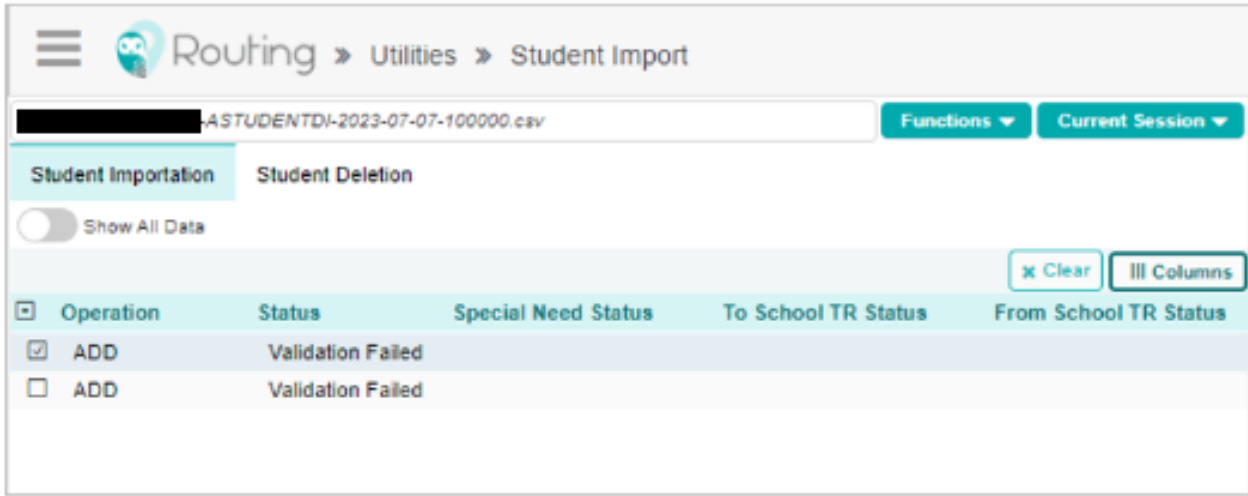 Routing » Utilities » Student Import
-ASTUDENTDI-2023-07-07-100000.csv Functions Current Session
Student Importation Student Deletion
Show All Data
x Clear Columns
Operation Status Special Need Status To School TR Status From School TR Status
ADD Validation Failed
ADD Validation Failed